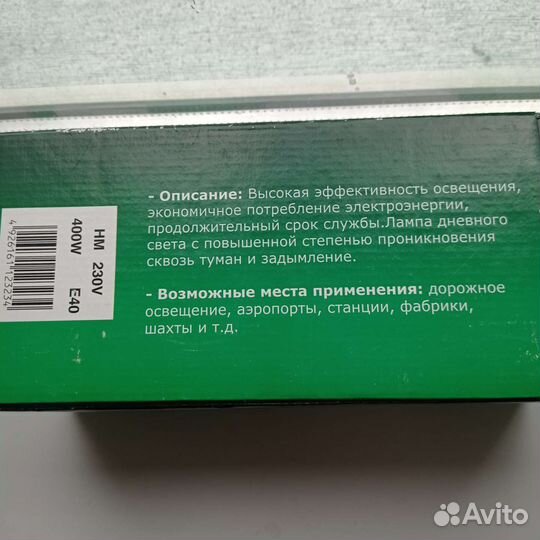 - Описание: Высокая эффективность освещения,
экономичное потребление электроэнергии,
продолжительный срок службы.Лампа дневного
света с повышенной степенью проникновения
сквозь туман и задымление.
- Возможные места применения: дорожное
освещение, аэропорты, станции, фабрики,
шахты и т.д.
HM 230V
400W E40
4926161123234
Avito